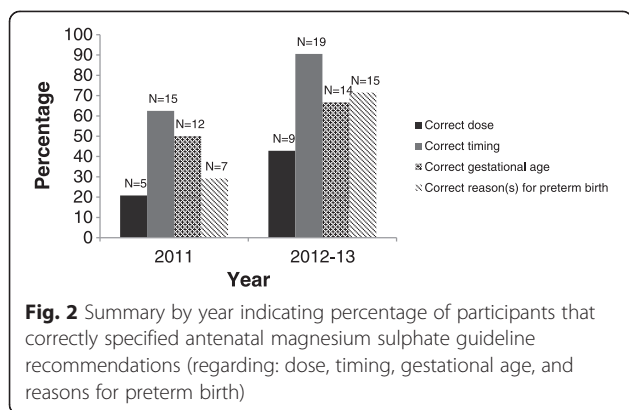 100
90
80
70
60
50
40
30
20
10
0
Percentage
N=5
N=15
N=12
N=7
N=9
N=19
N=14
N=15
2011
2012-13
Year
Correct dose
Correct timing
Correct gestational age
Correct reason(s) for preterm birth
Fig. 2 Summary by year indicating percentage of participants that
correctly specified antenatal magnesium sulphate guideline
recommendations (regarding: dose, timing, gestational age, and
reasons for preterm birth)